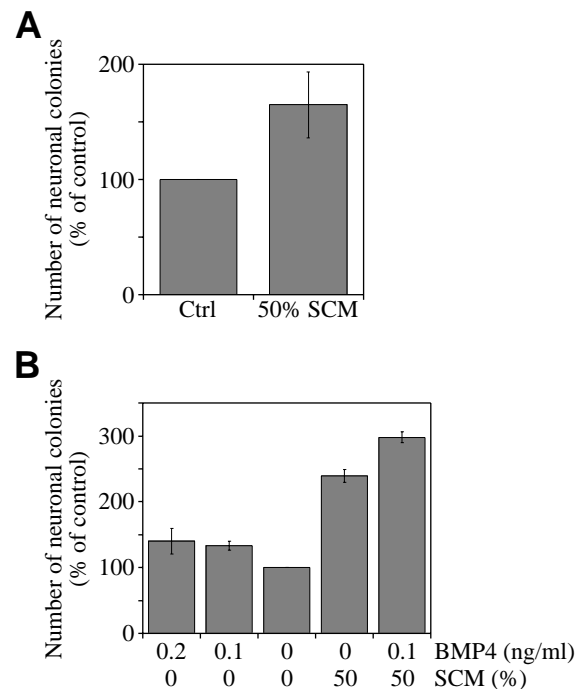 A
Number of neuronal colonies
(% of control)
200
100
0
Ctrl 50% SCM
B
Number of neuronal colonies
(% of control)
300
200
100
0
0.2 0.1 0 0 0.1 BMP4 (ng/ml)
0 0 0 50 50 SCM (%)